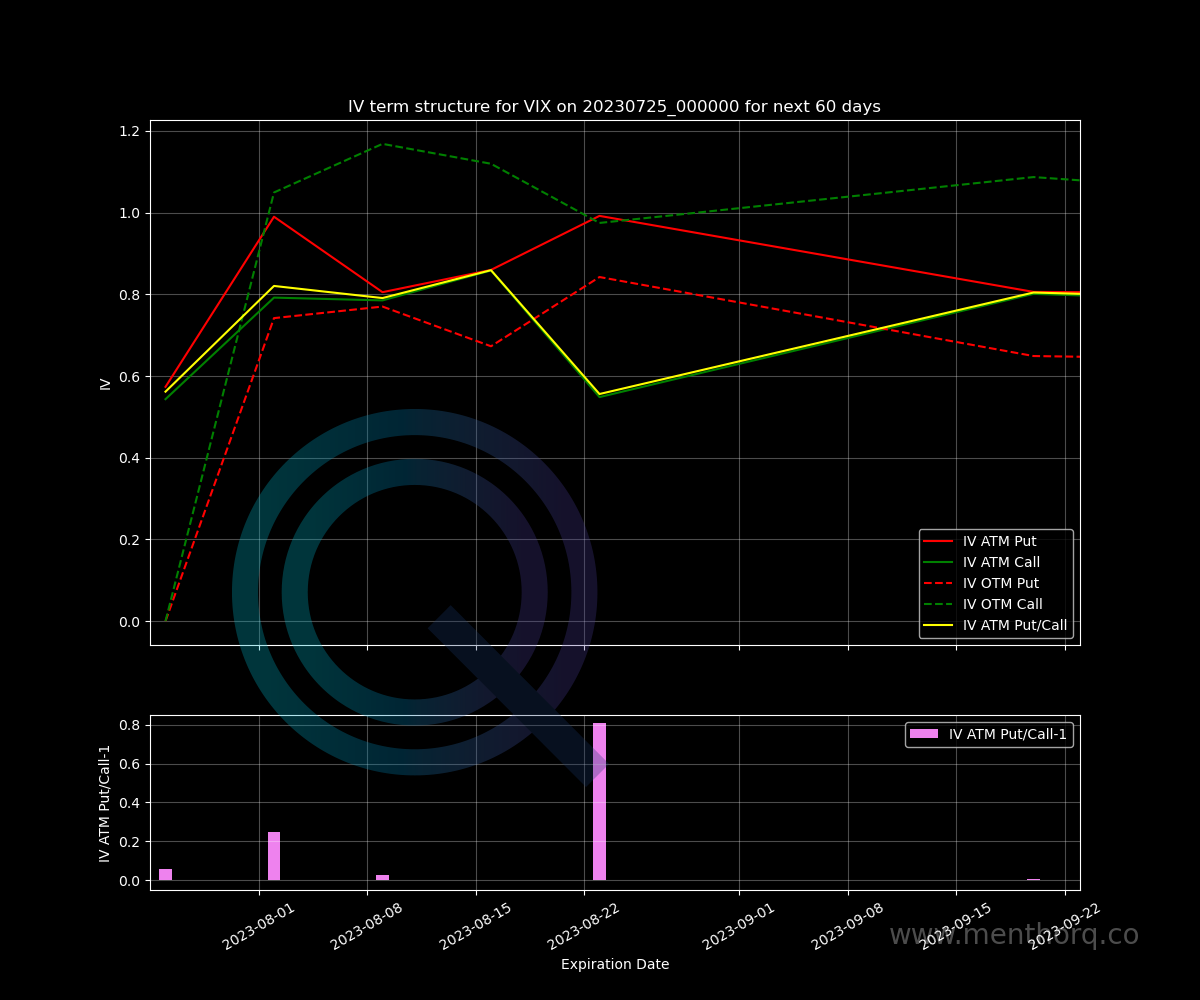 IV term structure for VIX on 20230725_000000 for next 60 days
1.2
1.0
0.8
0.6
0.4
0.2
0.0
IV
IV ATM Put
IV ATM Call
IV OTM Put
IV OTM Call
IV ATM Put/Call
0.8
0.6
0.4
0.2
0.0
IV ATM Put/Call-1
IV ATM Put/Call-1
2023-08-01
2023-08-08
2023-08-15
2023-08-22
2023-09-01
2023-09-08
2023-09-15
2023-09-22
www.menthorq.co
Expiration Date